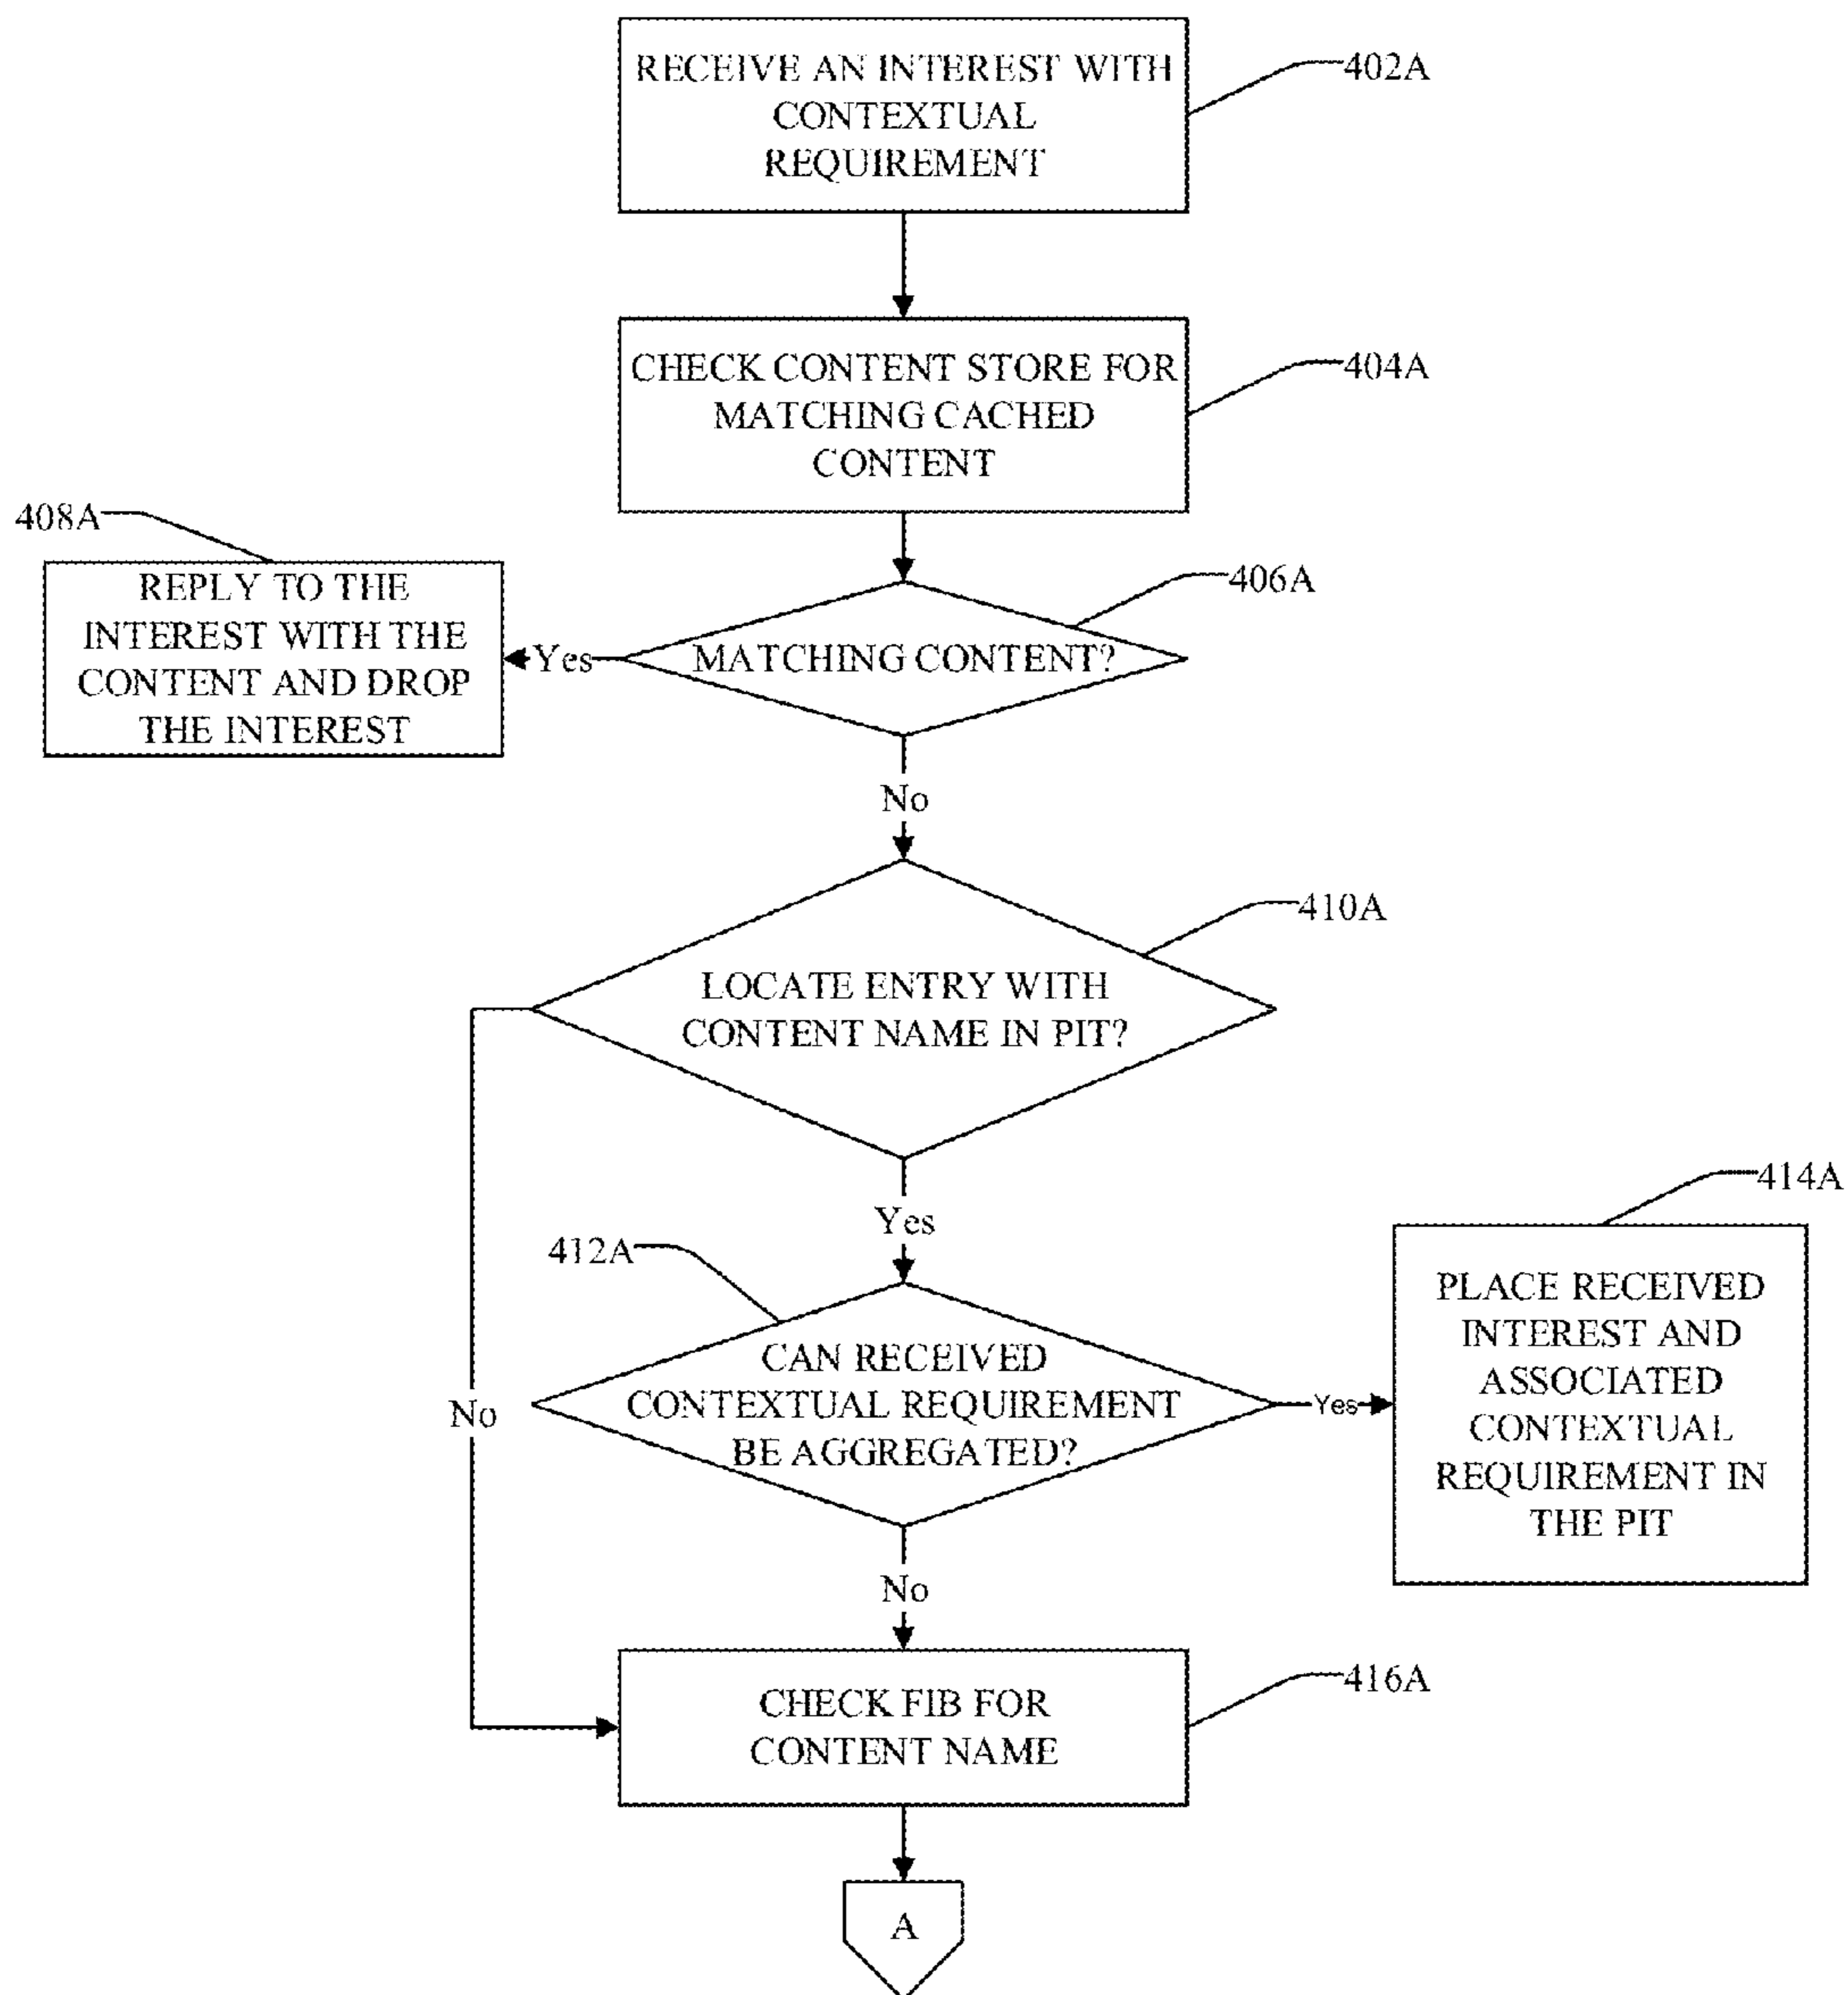 RECEIVE AN INTEREST WITH
CONTEXTUAL
REQUIREMENT
402A
CHECK CONTENT STORE FOR
MATCHING CACHED
CONTENT
404A
408A
REPLY TO THE
INTEREST WITH THE
CONTENT AND DROP
THE INTEREST
Yes
MATCHING CONTENT?
406A
No
LOCATE ENTRY WITH
CONTENT NAME IN PIT?
410A
Yes
412A
CAN RECEIVED
CONTEXTUAL REQUIREMENT
BE AGGREGATED?
Yes
414A
PLACE RECEIVED
INTEREST AND
ASSOCIATED
CONTEXTUAL
REQUIREMENT IN
THE PIT
No
No
CHECK FIB FOR
CONTENT NAME
416A
A